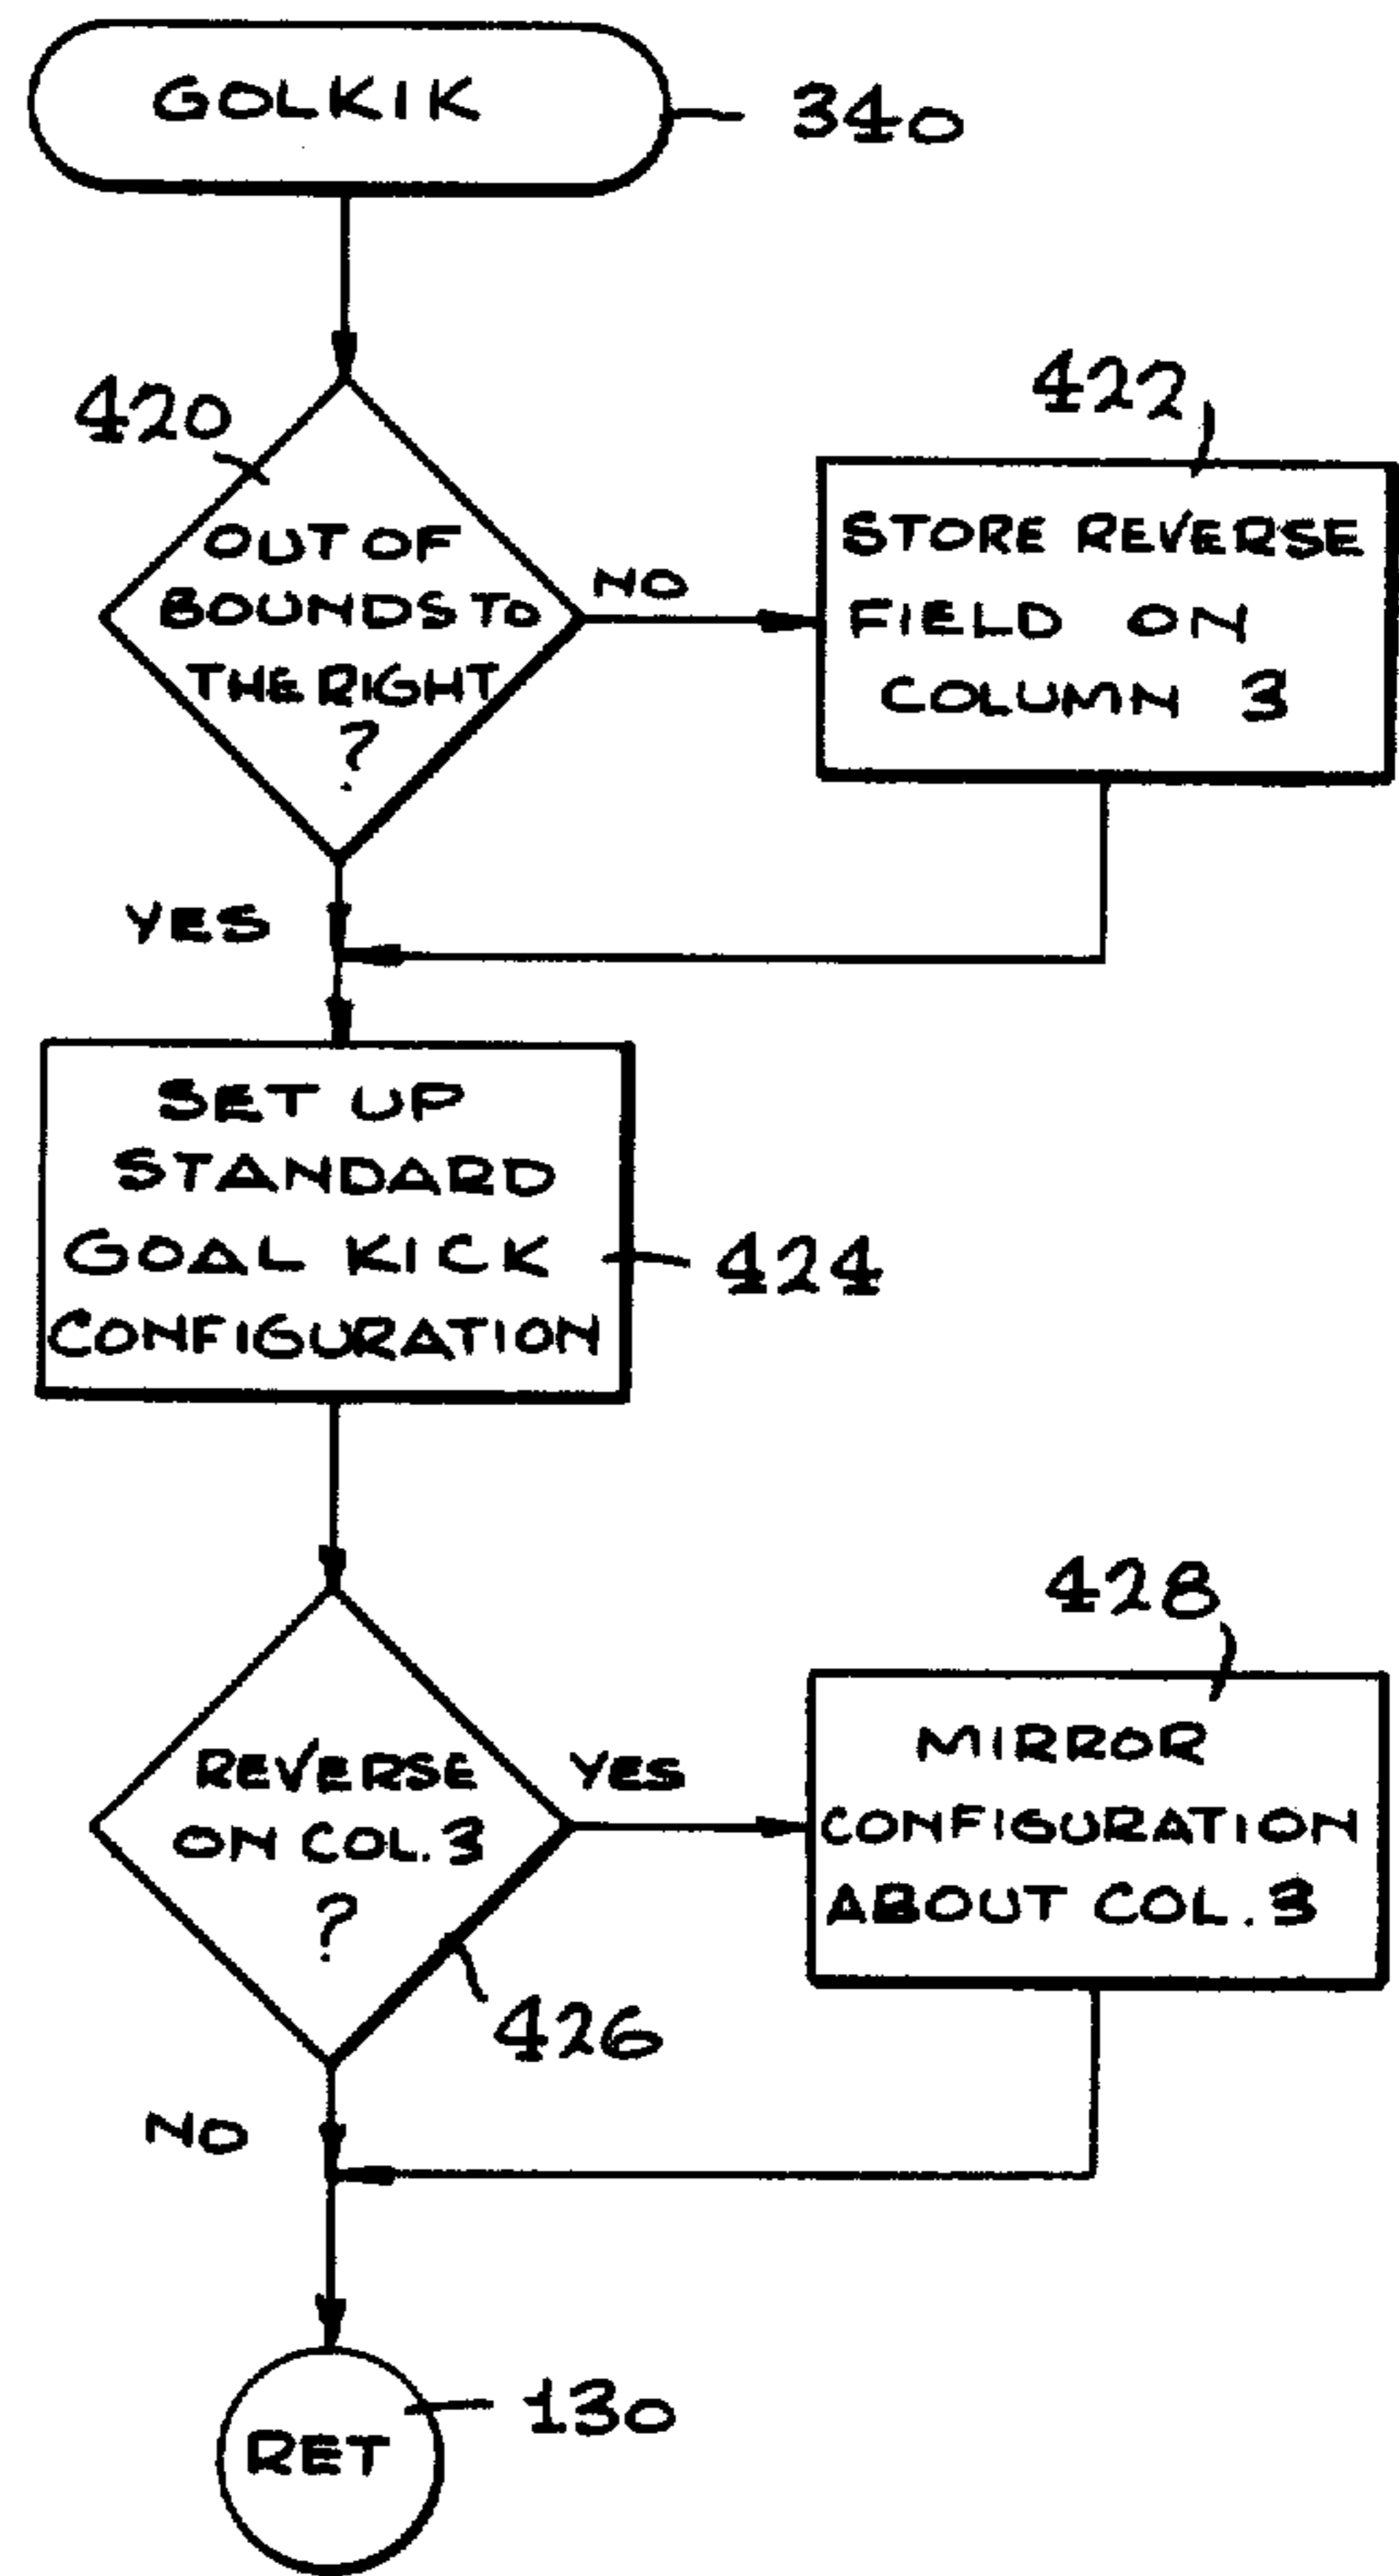 GOLKIK
340
420
OUT OF
BOUNDS TO
THE RIGHT
?
NO
422
STORE REVERSE
FIELD ON
COLUMN 3
YES
SET UP
STANDARD
GOAL KICK
CONFIGURATION
424
REVERSE
ON COL. 3
?
YES
428
MIRROR
CONFIGURATION
ABOUT COL. 3
426
NO
RET
130